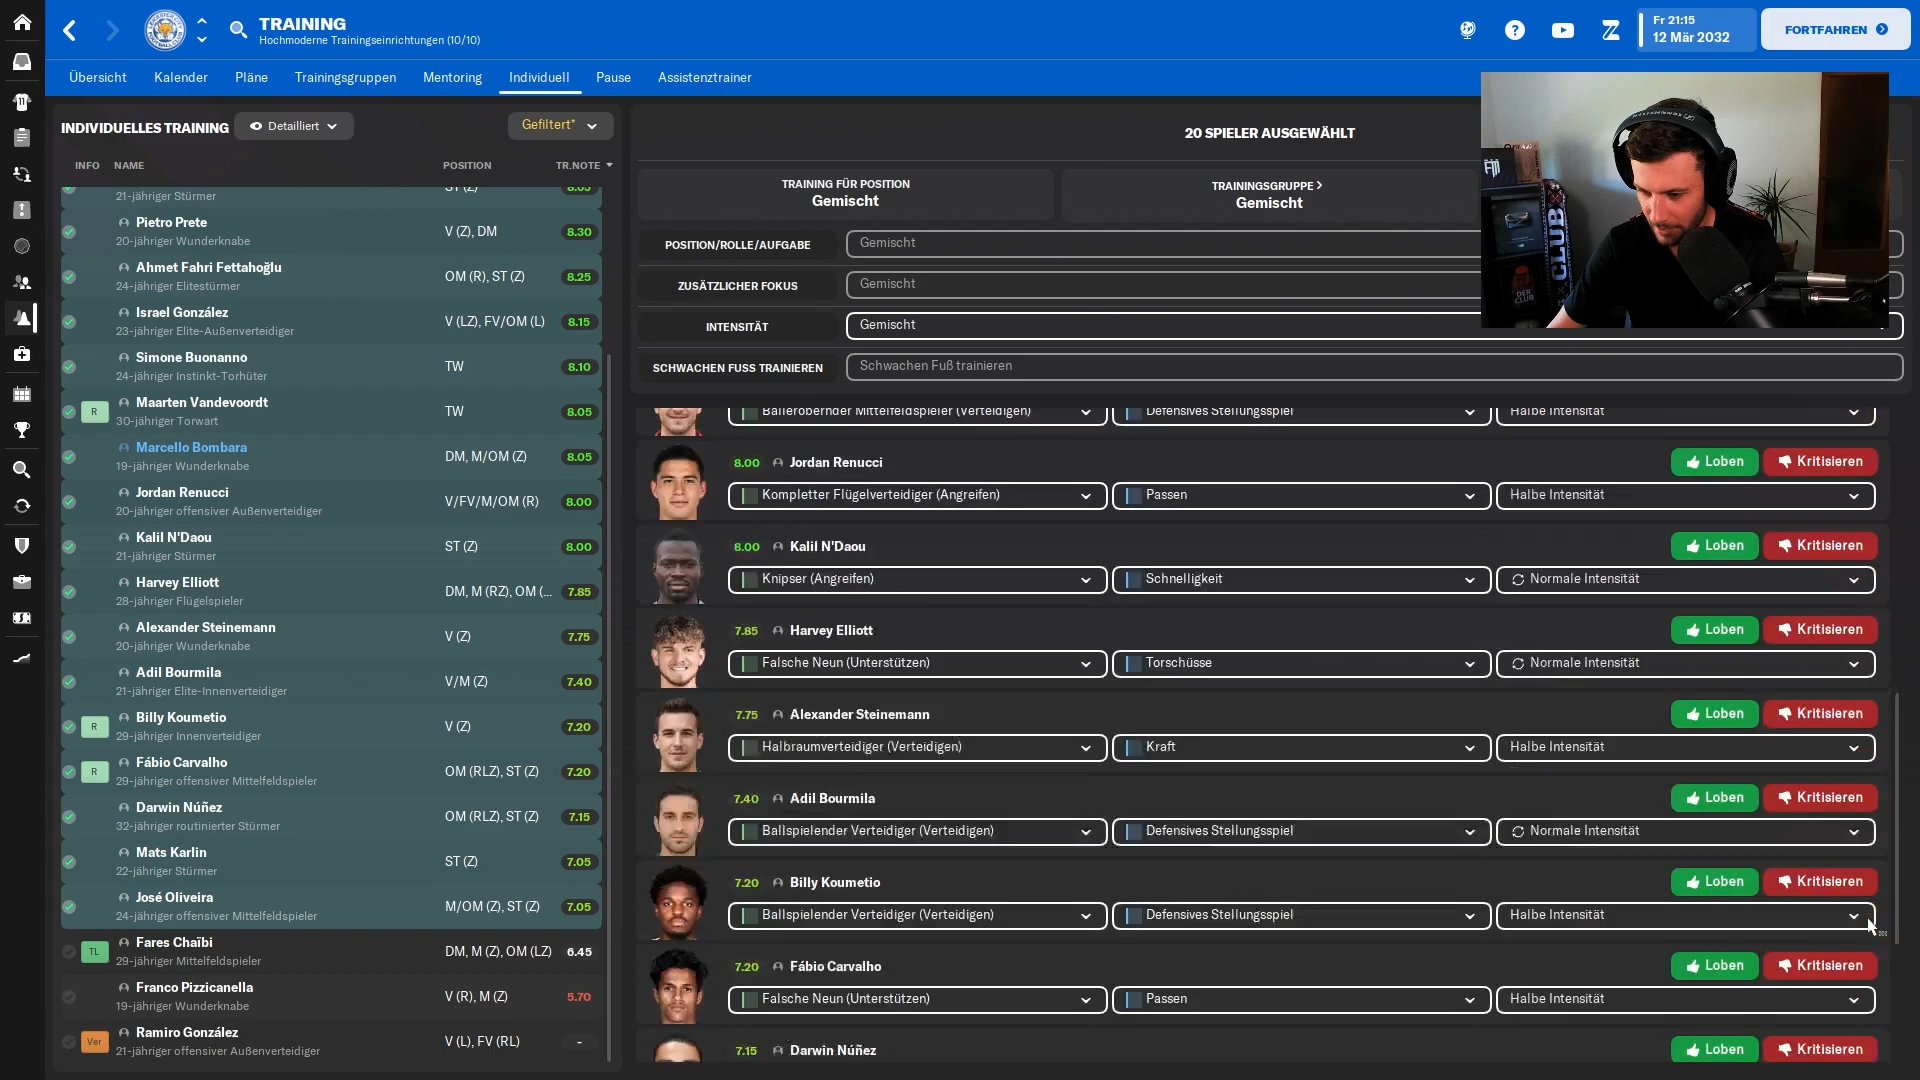 TRAINING
Hochmoderne Trainingseinrichtungen (10/10)
Fr 21:15
12 Mär 2032
FORTFAHREN
Übersicht
Kalender
Pläne
Trainingsgruppen
Mentoring
Individuell
Pause
Assistenztrainer
INDIVIDUELLES TRAINING
Detailliert
Gefiltert*
INFO NAME POSITION TR.NOTE
ST (Z) 8.05
21-jähriger Stürmer
Pietro Prete
20-jähriger Wunderknabe
V (Z), DM 8.30
Ahmet Fahri Fettahoğlu
24-jähriger Elitestürmer
OM (R), ST (Z) 8.25
Israel González
23-jähriger Elite-Außenverteidiger
V (LZ), FV/OM (L) 8.15
Simone Buonanno
24-jähriger Instinkt-Torhüter
TW 8.10
R
Maarten Vandevoordt
30-jähriger Torwart
TW 8.05
Marcello Bombara
19-jähriger Wunderknabe
DM, M/OM (Z) 8.05
Jordan Renucci
20-jähriger offensiver Außenverteidiger
V/FV/M/OM (R) 8.00
Kalil N'Daou
21-jähriger Stürmer
ST (Z) 8.00
Harvey Elliott
28-jähriger Flügelspieler
DM, M (RZ), OM (... 7.85
Alexander Steinemann
20-jähriger Wunderknabe
V (Z) 7.75
Adil Bourmila
21-jähriger Elite-Innenverteidiger
V/M (Z) 7.40
R
Billy Koumetio
29-jähriger Innenverteidiger
V (Z) 7.20
R
Fábio Carvalho
29-jähriger offensiver Mittelfeldspieler
OM (RLZ), ST (Z) 7.20
Darwin Núñez
32-jähriger routinierter Stürmer
OM (RLZ), ST (Z) 7.15
Mats Karlin
22-jähriger Stürmer
ST (Z) 7.05
José Oliveira
24-jähriger offensiver Mittelfeldspieler
M/OM (Z), ST (Z) 7.05
TL
Fares Chaïbi
29-jähriger Mittelfeldspieler
DM, M (Z), OM (LZ) 6.45
Franco Pizzicanella
19-jähriger Wunderknabe
V (R), M (Z) 5.70
Ver
Ramiro González
21-jähriger offensiver Außenverteidiger
V (L), FV (RL) -
20 SPIELER AUSGEWÄHLT
TRAINING FÜR POSITION
Gemischt
TRAININGSGRUPPE
Gemischt
POSITION/ROLLE/AUFGABE Gemischt
ZUSÄTZLICHER FOKUS Gemischt
INTENSITÄT Gemischt
SCHWACHEN FUSS TRAINIEREN Schwachen Fuß trainieren
Ballerobernder Mittelfeldspieler (Verteidigen) Defensives Stellungsspiel Halbe Intensität
8.00 Jordan Renucci Loben Kritisieren
Kompletter Flügelverteidiger (Angreifen) Passen Halbe Intensität
8.00 Kalil N'Daou Loben Kritisieren
Knipser (Angreifen) Schnelligkeit Normale Intensität
7.85 Harvey Elliott Loben Kritisieren
Falsche Neun (Unterstützen) Torschüsse Normale Intensität
7.75 Alexander Steinemann Loben Kritisieren
Halbraumverteidiger (Verteidigen) Kraft Halbe Intensität
7.40 Adil Bourmila Loben Kritisieren
Ballspielender Verteidiger (Verteidigen) Defensives Stellungsspiel Normale Intensität
7.20 Billy Koumetio Loben Kritisieren
Ballspielender Verteidiger (Verteidigen) Defensives Stellungsspiel Halbe Intensität
7.20 Fábio Carvalho Loben Kritisieren
Falsche Neun (Unterstützen) Passen Halbe Intensität
7.15 Darwin Núñez Loben Kritisieren
FM
CLUB
DER
CLUB